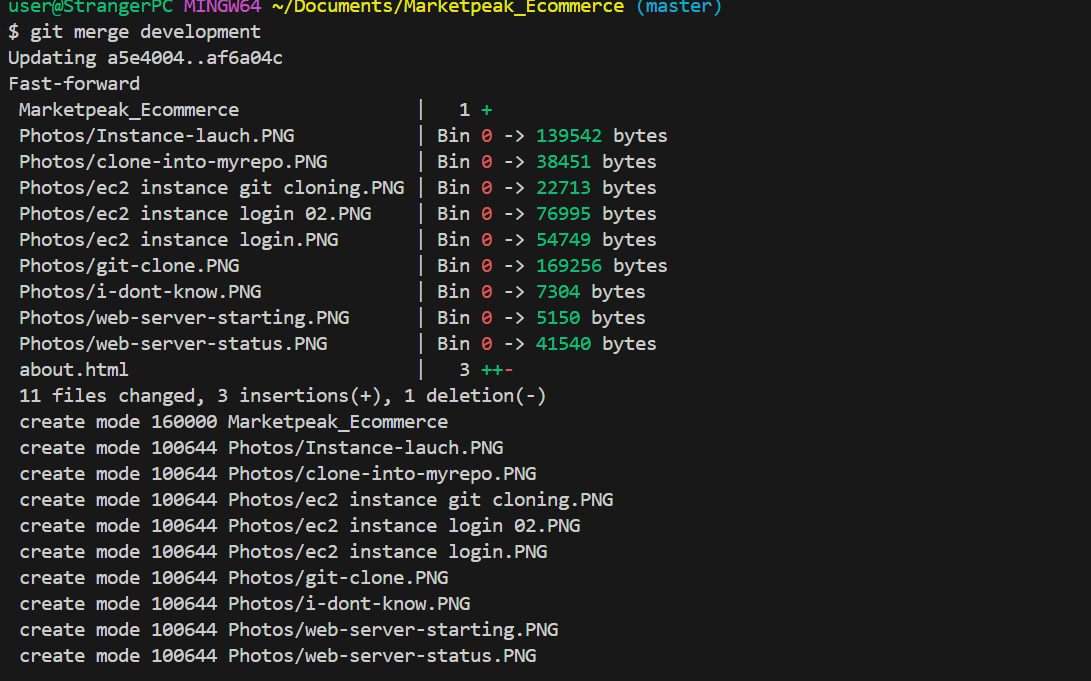 user@StrangerPC MINGW64 ~/Documents/Marketpeak_Ecommerce (master)
$ git merge development
Updating a5e4004..af6a04c
Fast-forward
 Marketpeak_Ecommerce                |   1 +
 Photos/Instance-lauch.PNG           | Bin 0 -> 139542 bytes
 Photos/clone-into-myrepo.PNG        | Bin 0 -> 38451 bytes
 Photos/ec2 instance git cloning.PNG | Bin 0 -> 22713 bytes
 Photos/ec2 instance login 02.PNG    | Bin 0 -> 76995 bytes
 Photos/ec2 instance login.PNG       | Bin 0 -> 54749 bytes
 Photos/git-clone.PNG                | Bin 0 -> 169256 bytes
 Photos/i-dont-know.PNG              | Bin 0 -> 7304 bytes
 Photos/web-server-starting.PNG      | Bin 0 -> 5150 bytes
 Photos/web-server-status.PNG        | Bin 0 -> 41540 bytes
 about.html                          |   3 ++-
 11 files changed, 3 insertions(+), 1 deletion(-)
 create mode 160000 Marketpeak_Ecommerce
 create mode 100644 Photos/Instance-lauch.PNG
 create mode 100644 Photos/clone-into-myrepo.PNG
 create mode 100644 Photos/ec2 instance git cloning.PNG
 create mode 100644 Photos/ec2 instance login 02.PNG
 create mode 100644 Photos/ec2 instance login.PNG
 create mode 100644 Photos/git-clone.PNG
 create mode 100644 Photos/i-dont-know.PNG
 create mode 100644 Photos/web-server-starting.PNG
 create mode 100644 Photos/web-server-status.PNG